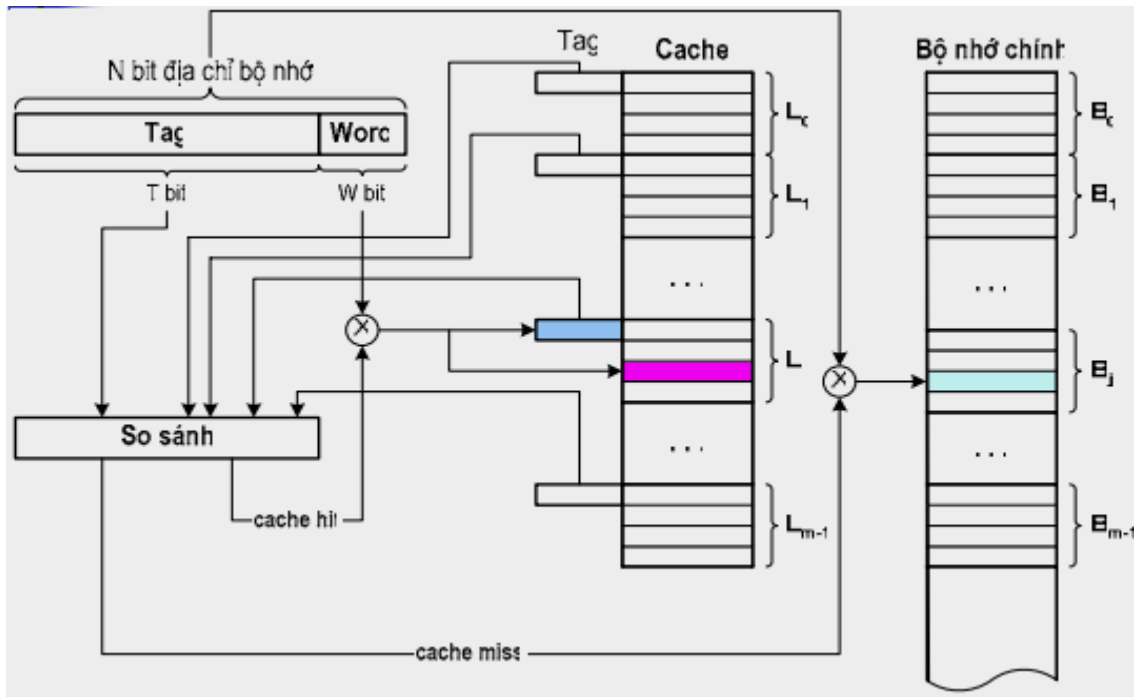 N bit địa chỉ bộ nhớ
Tag
Word
T bit
W bit
So sánh
cache hit
cache miss
Tag
Cache
L0
L1
. . .
L
. . .
Lm-1
Bộ nhớ chính
B0
B1
. . .
Bj
. . .
Bm-1